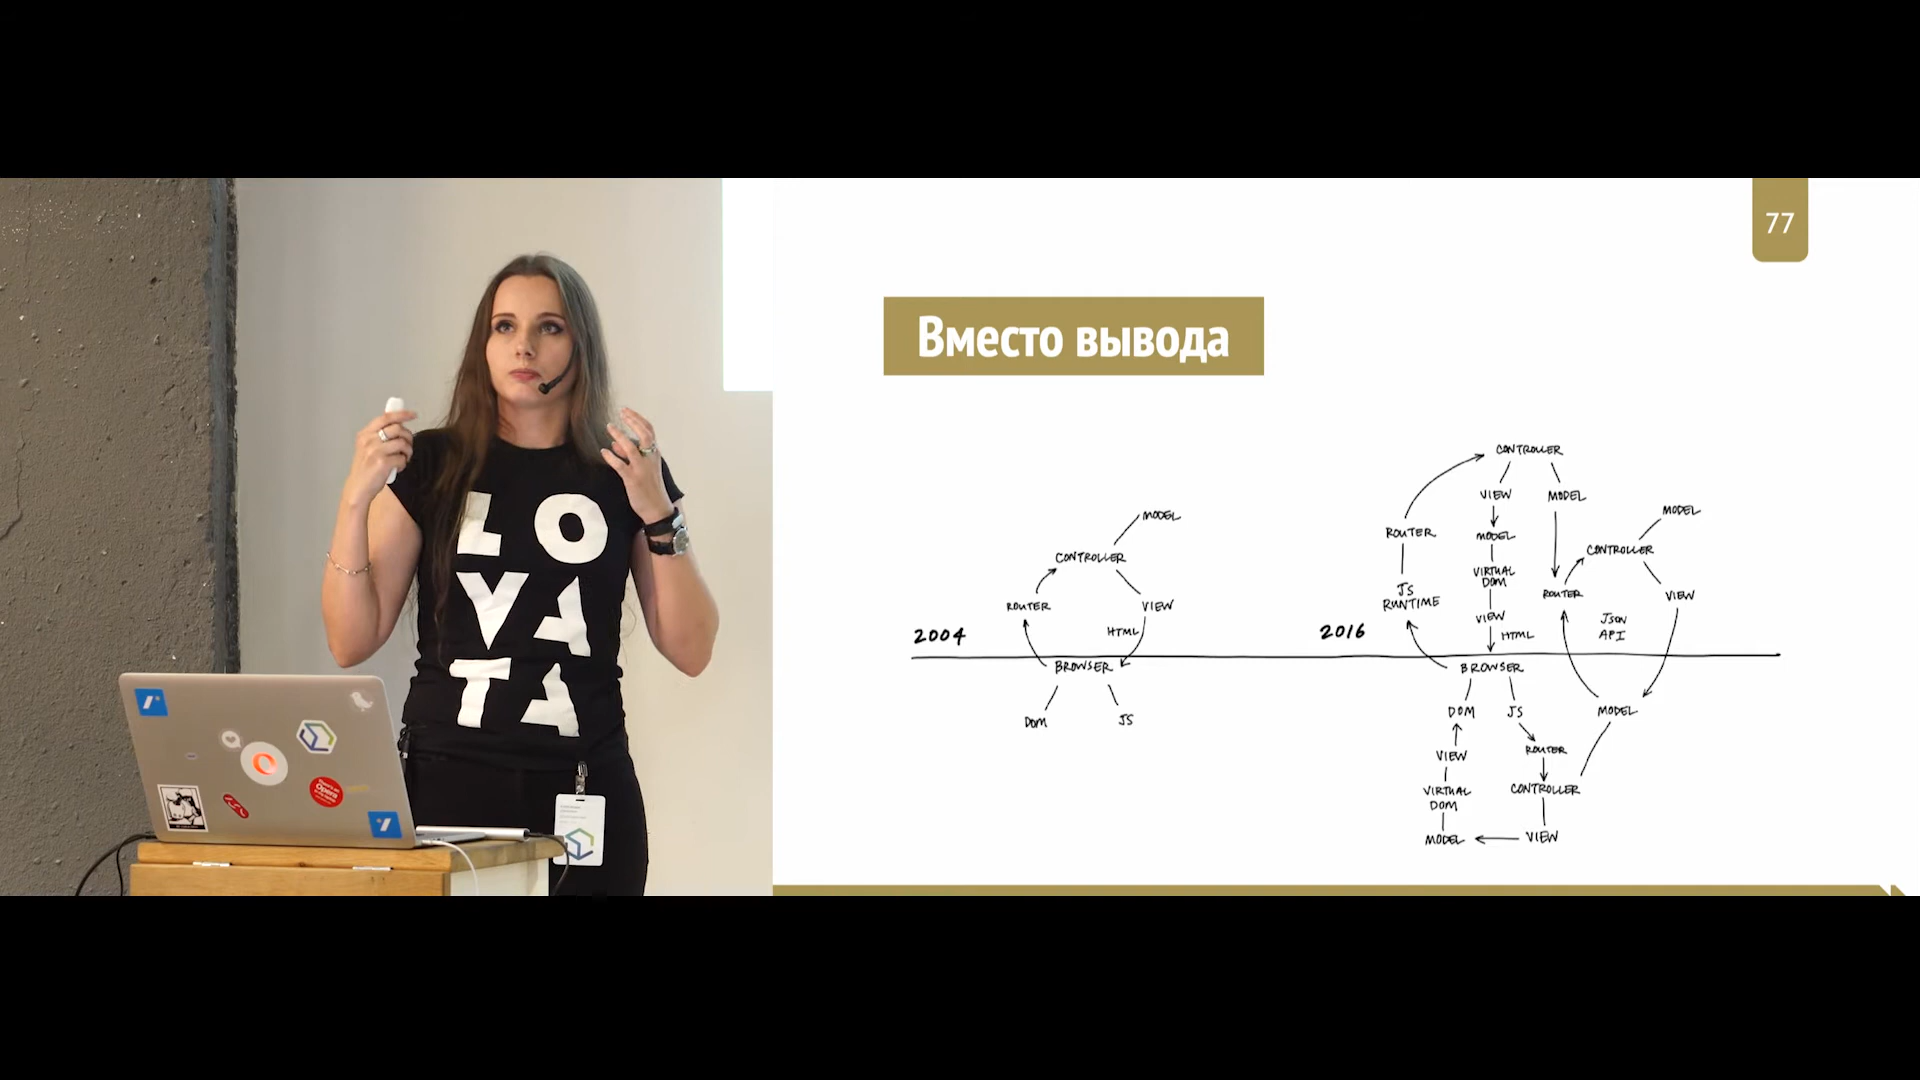 77
Вместо вывода
2004
MODEL
CONTROLLER
ROUTER
VIEW
HTML
BROWSER
DOM
JS
2016
CONTROLLER
VIEW
MODEL
ROUTER
MODEL
VIRTUAL
DOM
JS
RUNTIME
VIEW
HTML
MODEL
CONTROLLER
ROUTER
VIEW
JSON
API
BROWSER
DOM
JS
MODEL
VIEW
ROUTER
VIRTUAL
DOM
CONTROLLER
MODEL
VIEW
LO
VA
TA
Opera